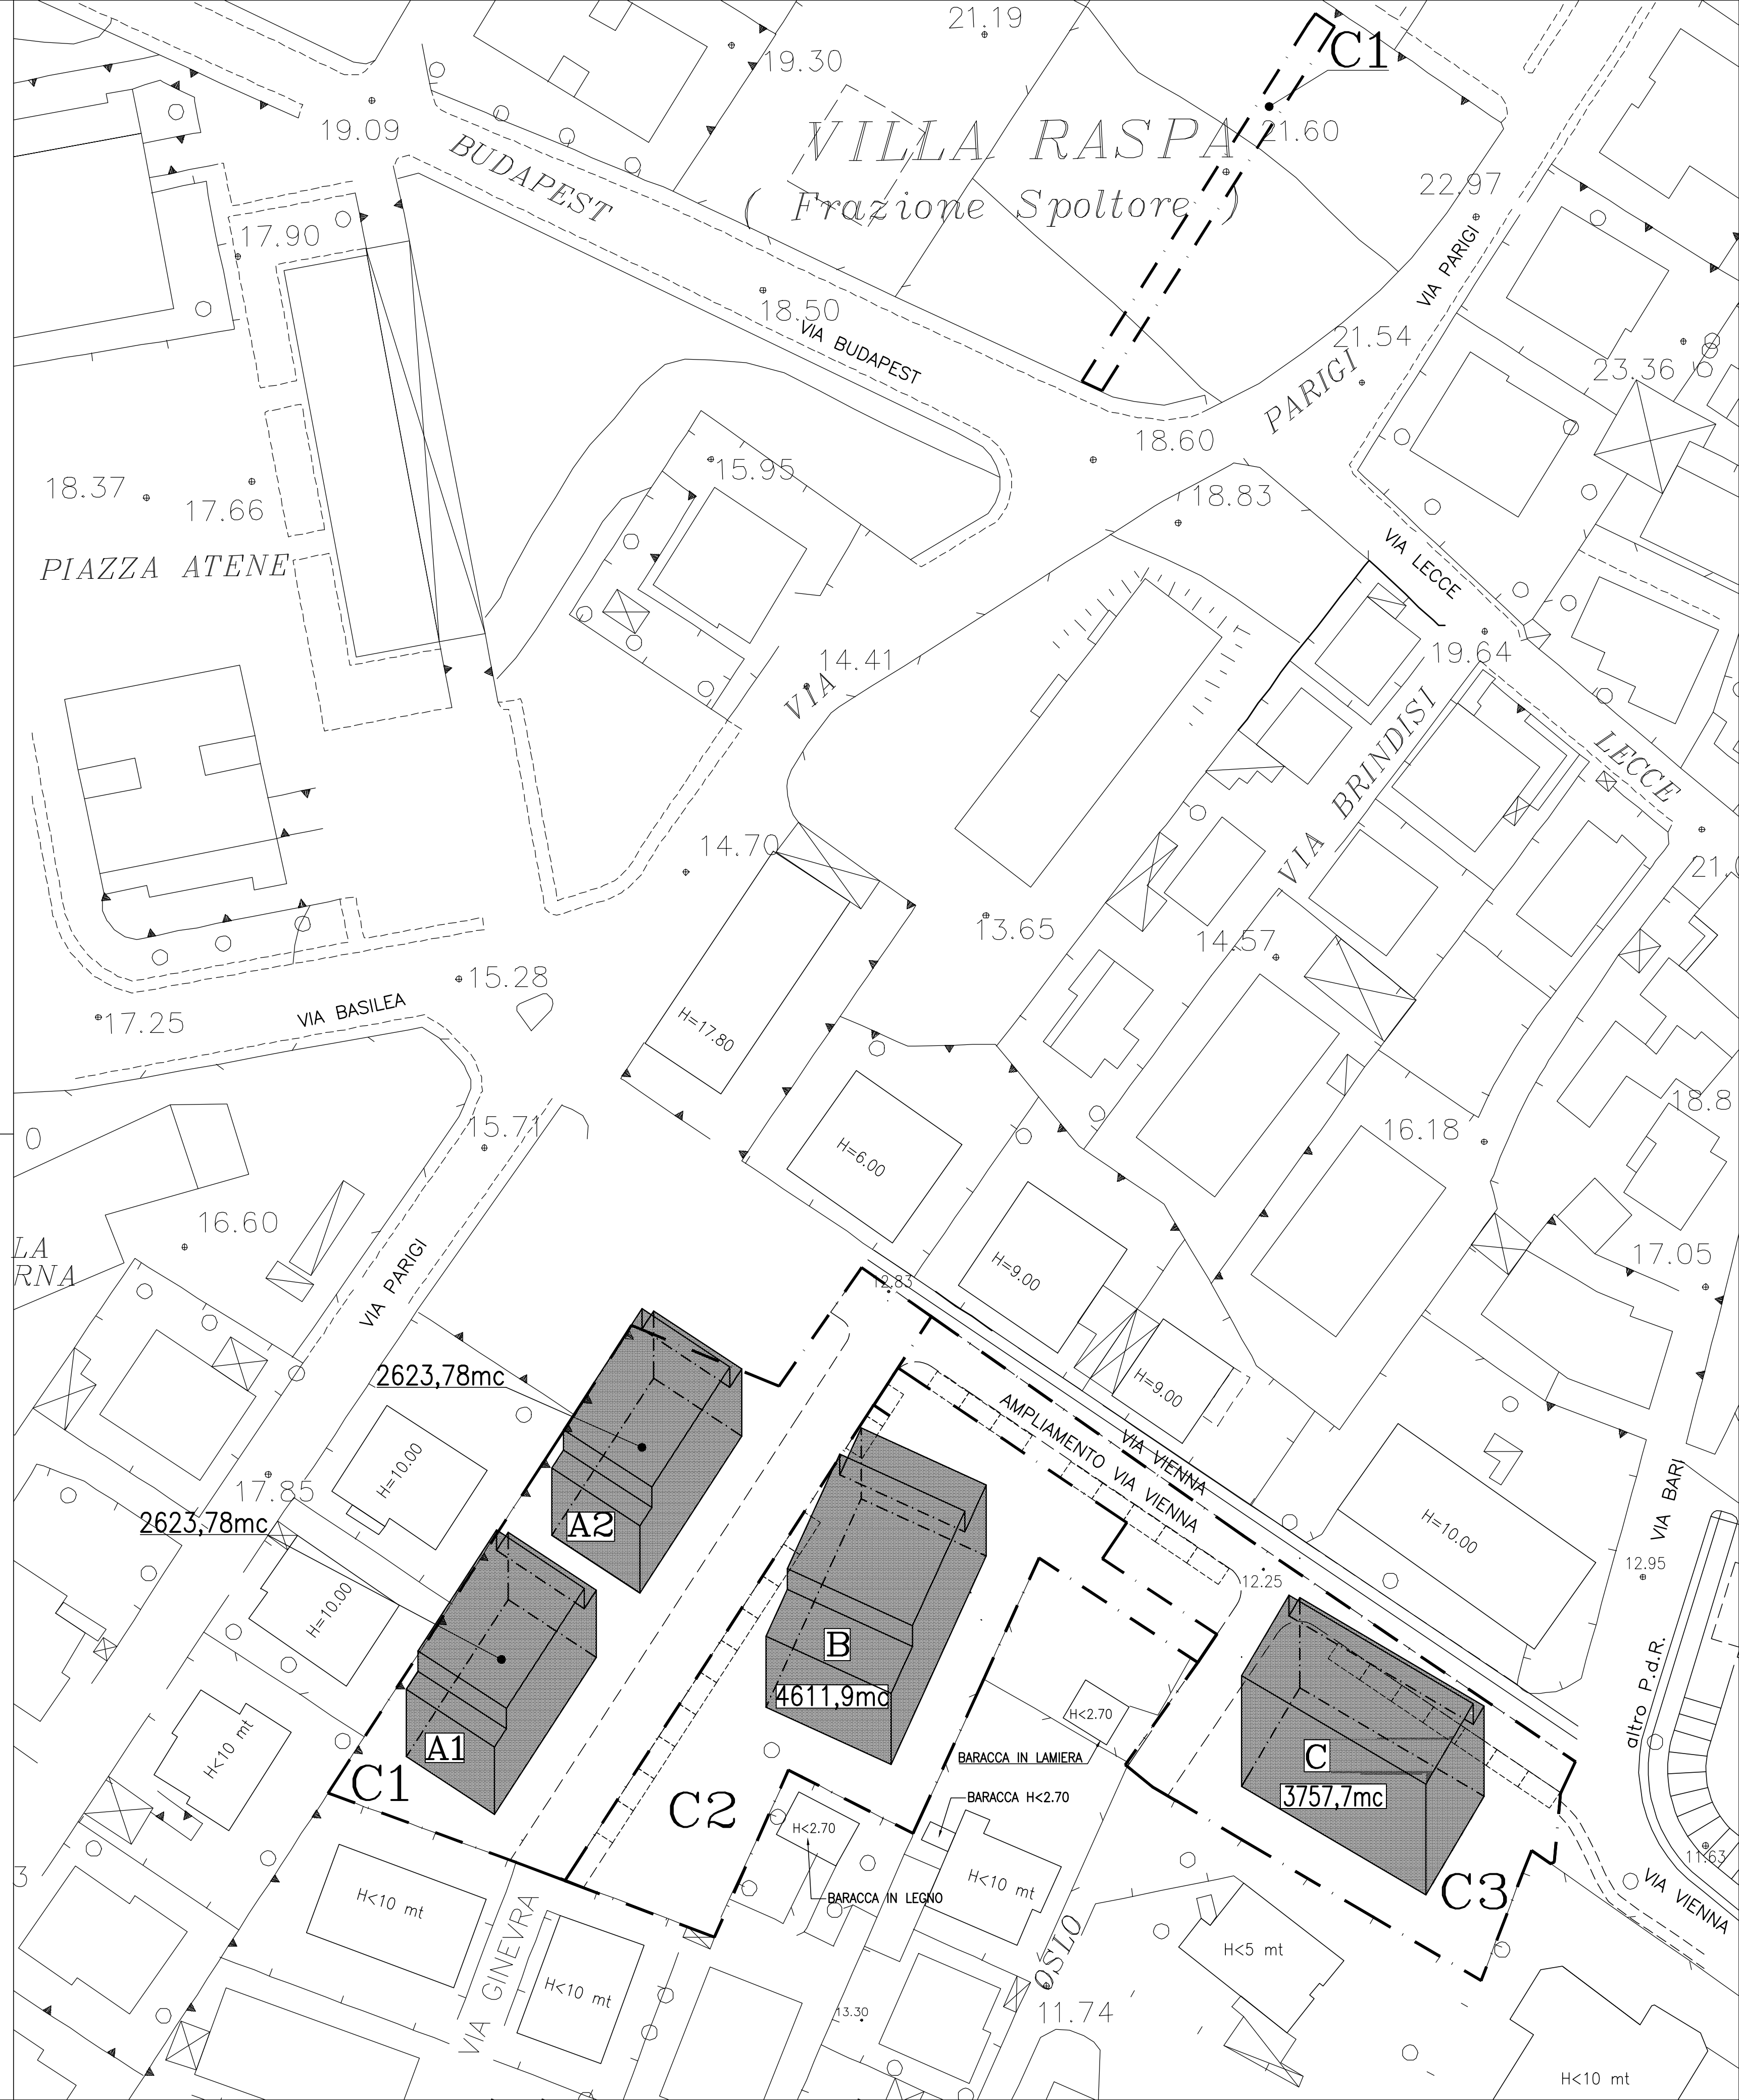 21.19
C1
19.30
19.09
VILLA RASPA
21.60
BUDAPEST
( Frazione Spoltore )
22.97
17.90
VIA PARIGI
18.50
VIA BUDAPEST
21.54
23.36
PARIGI
18.60
15.95
18.37
17.66
18.83
PIAZZA ATENE
VIA LECCE
14.41
19.64
VIA
VIA BRINDISI
LECCE
14.70
13.65
14.57
15.28
VIA BASILEA
17.25
H=17.80
18.8
15.71
16.18
0
H=6.00
16.60
LA
RNA
17.05
H=9.00
VIA PARIGI
12.83
2623,78mc
H=9.00
AMPLIAMENTO VIA VIENNA
VIA VIENNA
H=10.00
17.85
2623,78mc
A2
H=10.00
VIA BARI
12.95
12.25
H=10.00
B
4611,9mc
altro P.d.R.
H<2.70
A1
H<10 mt
BARACCA IN LAMIERA
C
3757,7mc
C1
C2
BARACCA H<2.70
H<2.70
11.63
3
H<10 mt
H<10 mt
BARACCA IN LEGNO
C3
VIA VIENNA
VIA GINEVRA
OSLO
H<5 mt
H<10 mt
13.30
11.74
H<10 mt